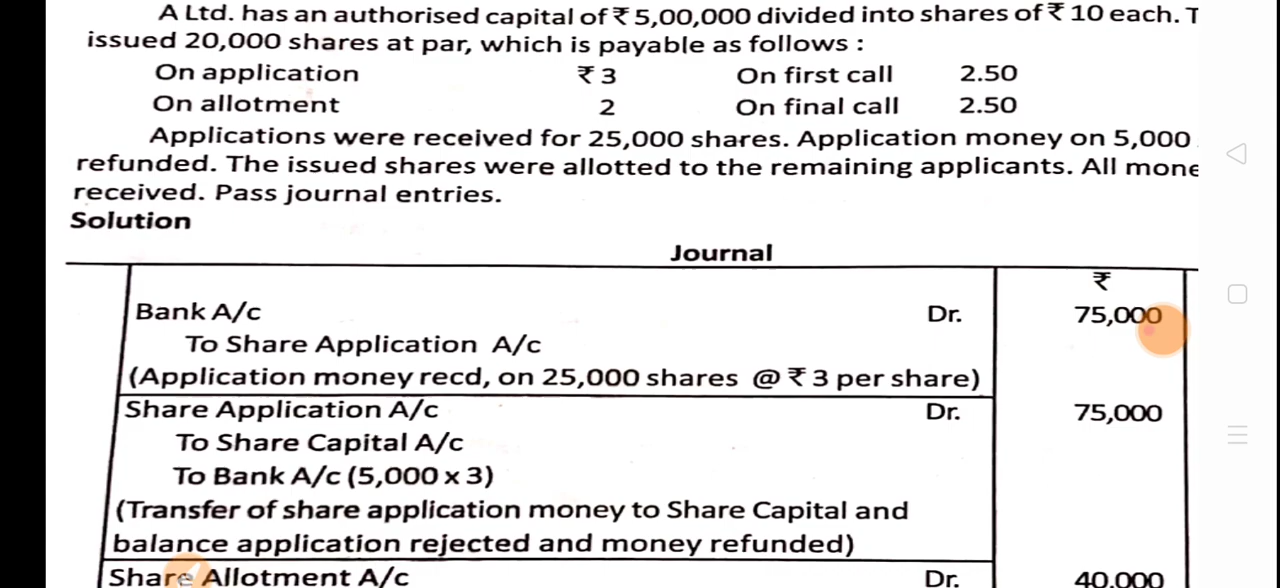 A Ltd. has an authorised capital of ₹ 5,00,000 divided into shares of ₹ 10 each. T
issued 20,000 shares at par, which is payable as follows :
On application ₹ 3 On first call 2.50
On allotment 2 On final call 2.50
Applications were received for 25,000 shares. Application money on 5,000
refunded. The issued shares were allotted to the remaining applicants. All mone
received. Pass journal entries.
Solution
Journal
₹
Bank A/c Dr. 75,000
To Share Application A/c
(Application money recd, on 25,000 shares @ ₹ 3 per share)
Share Application A/c Dr. 75,000
To Share Capital A/c
To Bank A/c (5,000 x 3)
(Transfer of share application money to Share Capital and
balance application rejected and money refunded)
Share Allotment A/c Dr. 40,000